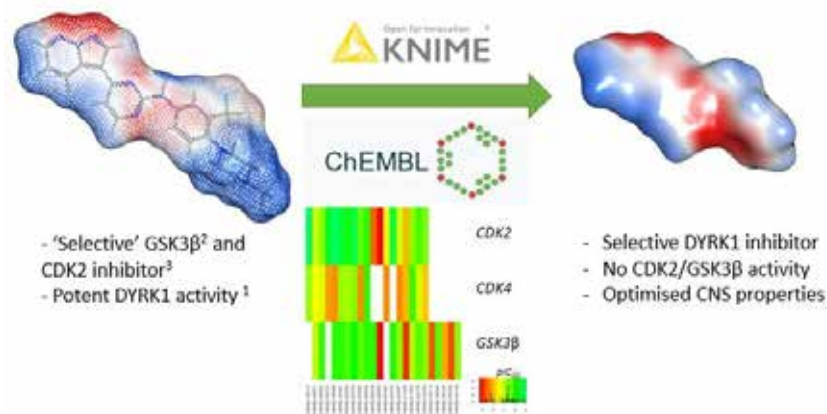 Open for Innovation
KNIME
ChEMBL
- 'Selective' GSK3β² and
CDK2 inhibitor³
- Potent DYRK1 activity ¹
CDK2
CDK4
GSK3β
- Selective DYRK1 inhibitor
- No CDK2/GSK3β activity
- Optimised CNS properties